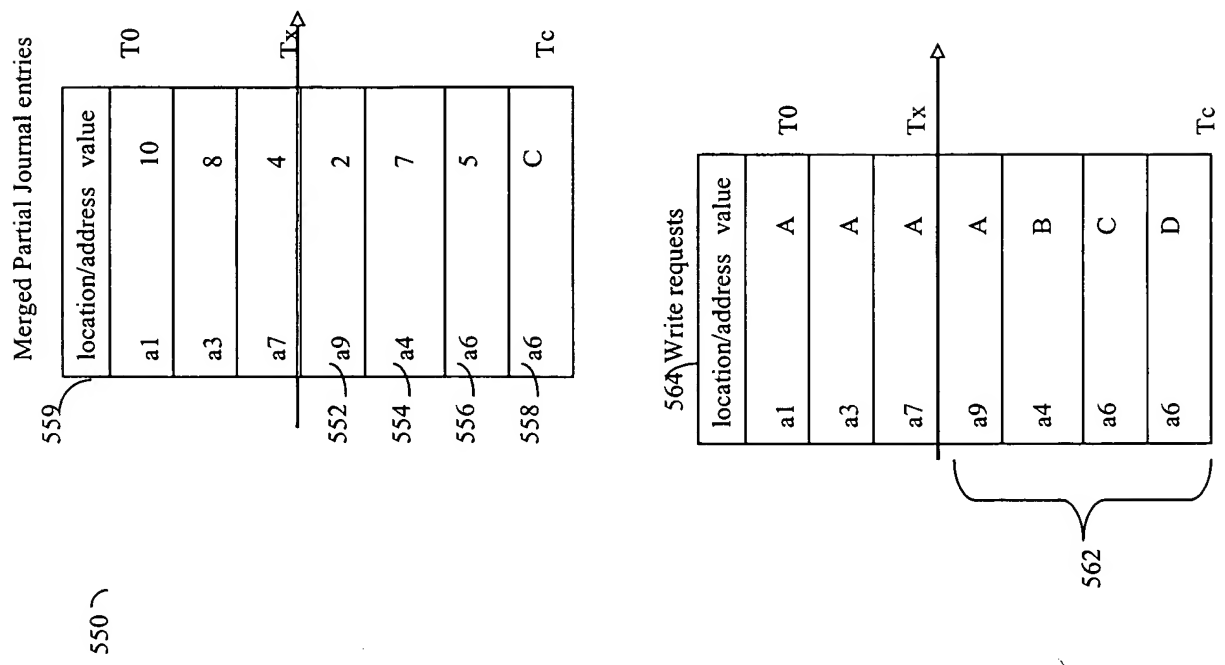 Merged Partial Journal entries
550
559
location/address value
T0
a1 10
a3 8
a7 4
Tx
552
a9 2
554
a4 7
556
a6 5
558
a6 C
Tc
564 Write requests
location/address value
a1 A
T0
a3 A
a7 A
Tx
a9 A
a4 B
a6 C
a6 D
Tc
562